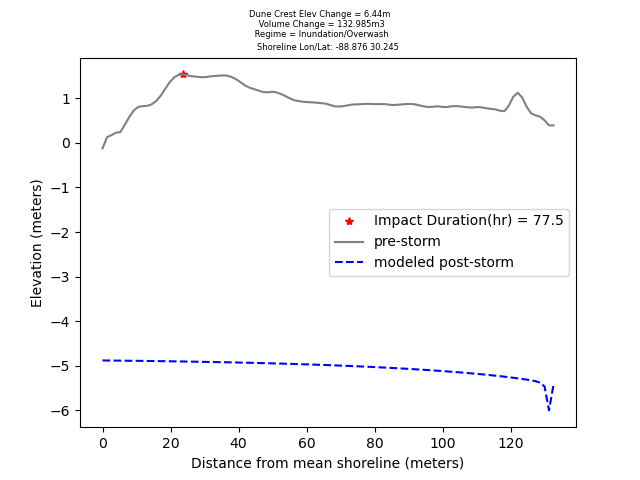 Dune Crest Elev Change = 6.44m
Volume Change = 132.985m3
Regime = Inundation/Overwash
Shoreline Lon/Lat: -88.876 30.245
1
0
−1
−2
−3
−4
−5
−6
Elevation (meters)
Impact Duration(hr) = 77.5
pre-storm
modeled post-storm
0 20 40 60 80 100 120
Distance from mean shoreline (meters)